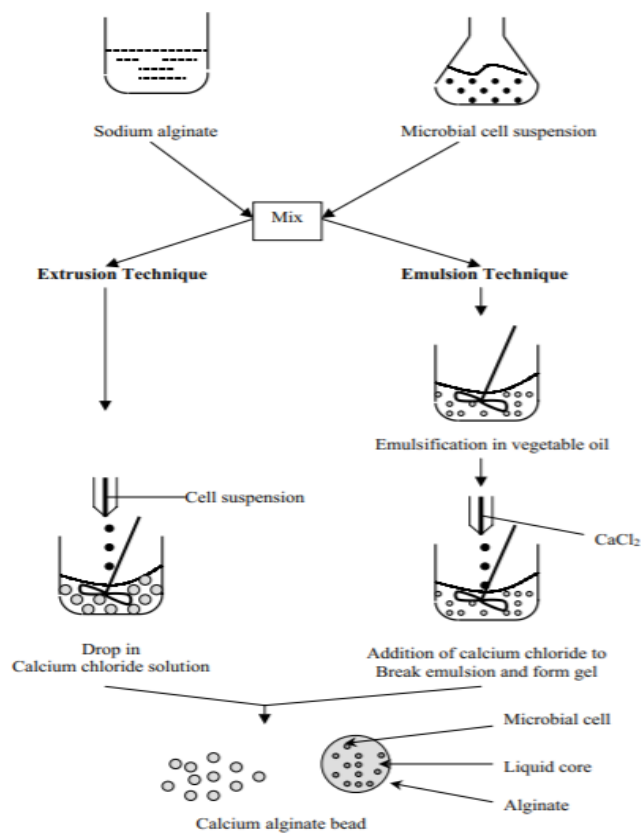 Sodium alginate
Microbial cell suspension
Mix
Extrusion Technique
Emulsion Technique
Emulsification in vegetable oil
Cell suspension
CaCl₂
Drop in
Calcium chloride solution
Addition of calcium chloride to
Break emulsion and form gel
Microbial cell
Liquid core
Alginate
Calcium alginate bead